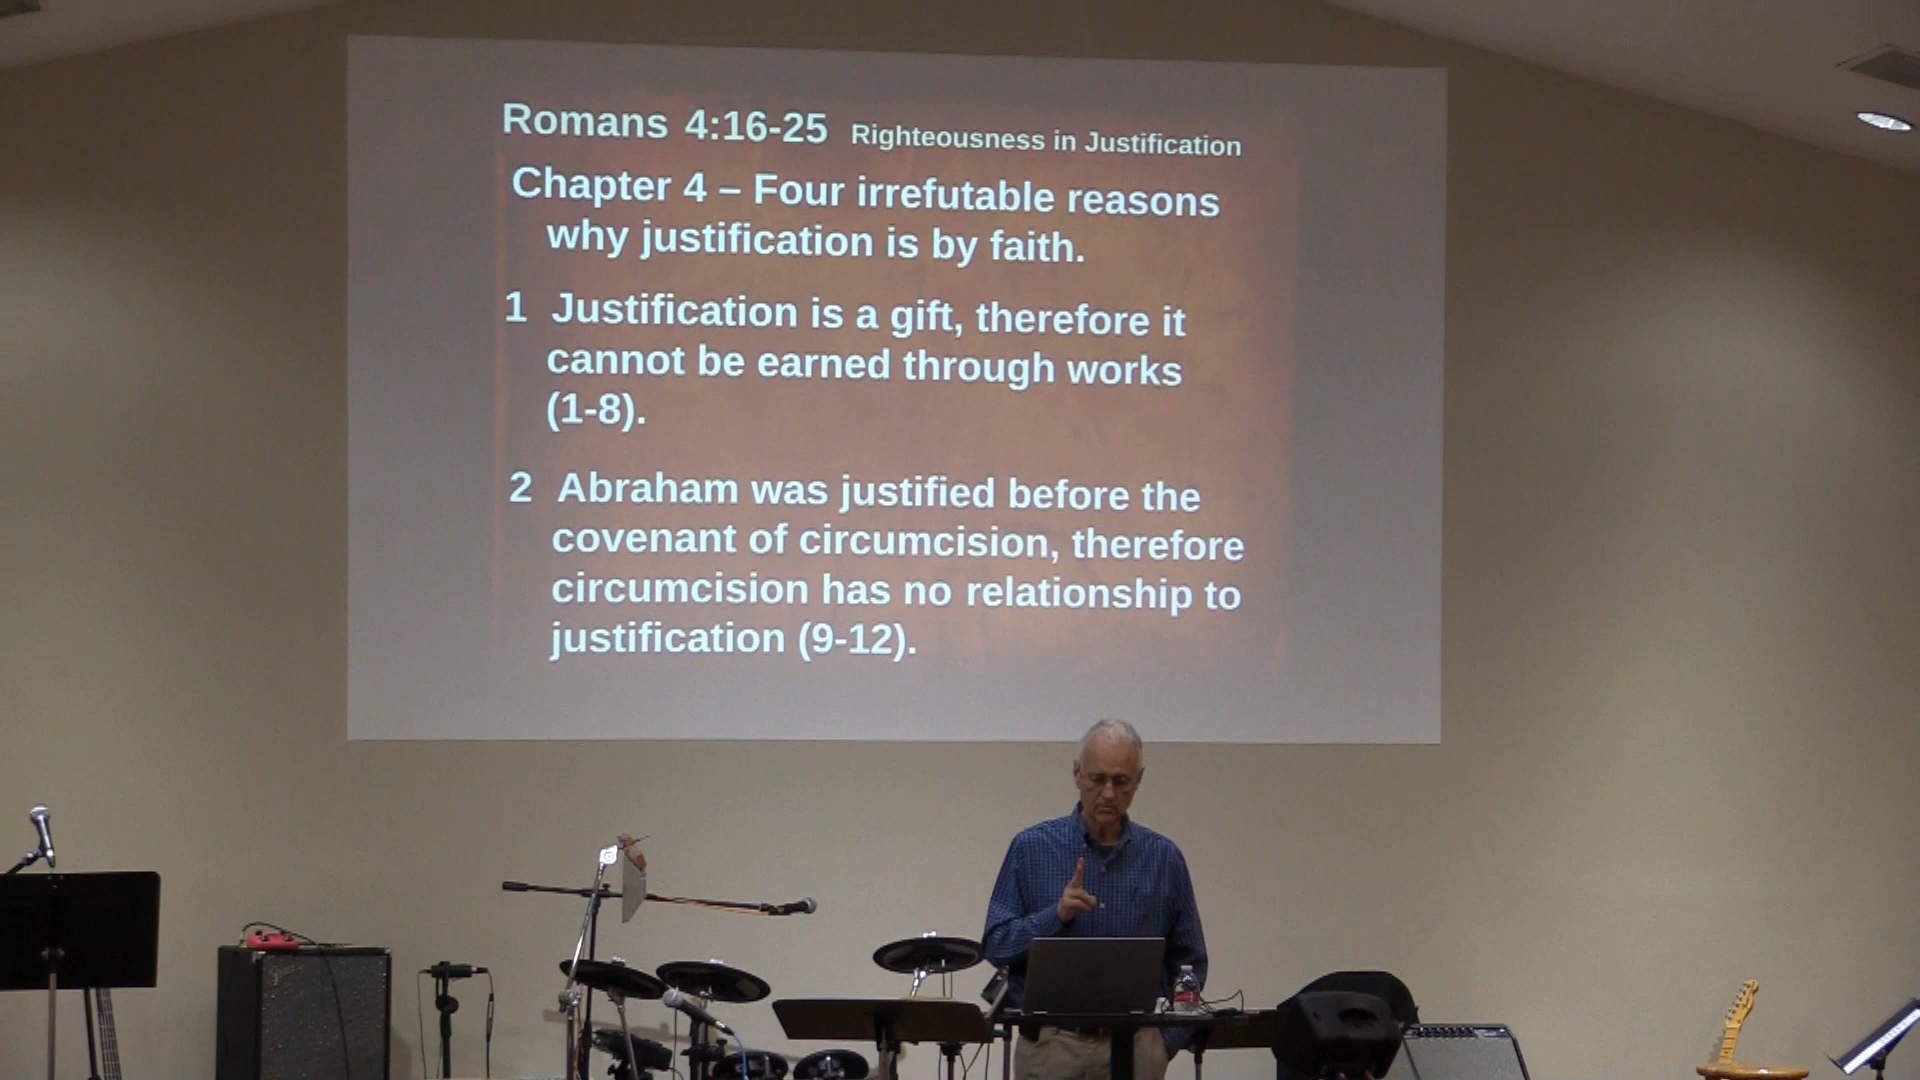 Romans 4:16-25 Righteousness in Justification
Chapter 4 – Four irrefutable reasons
why justification is by faith.
1 Justification is a gift, therefore it
cannot be earned through works
(1-8).
2 Abraham was justified before the
covenant of circumcision, therefore
circumcision has no relationship to
justification (9-12).